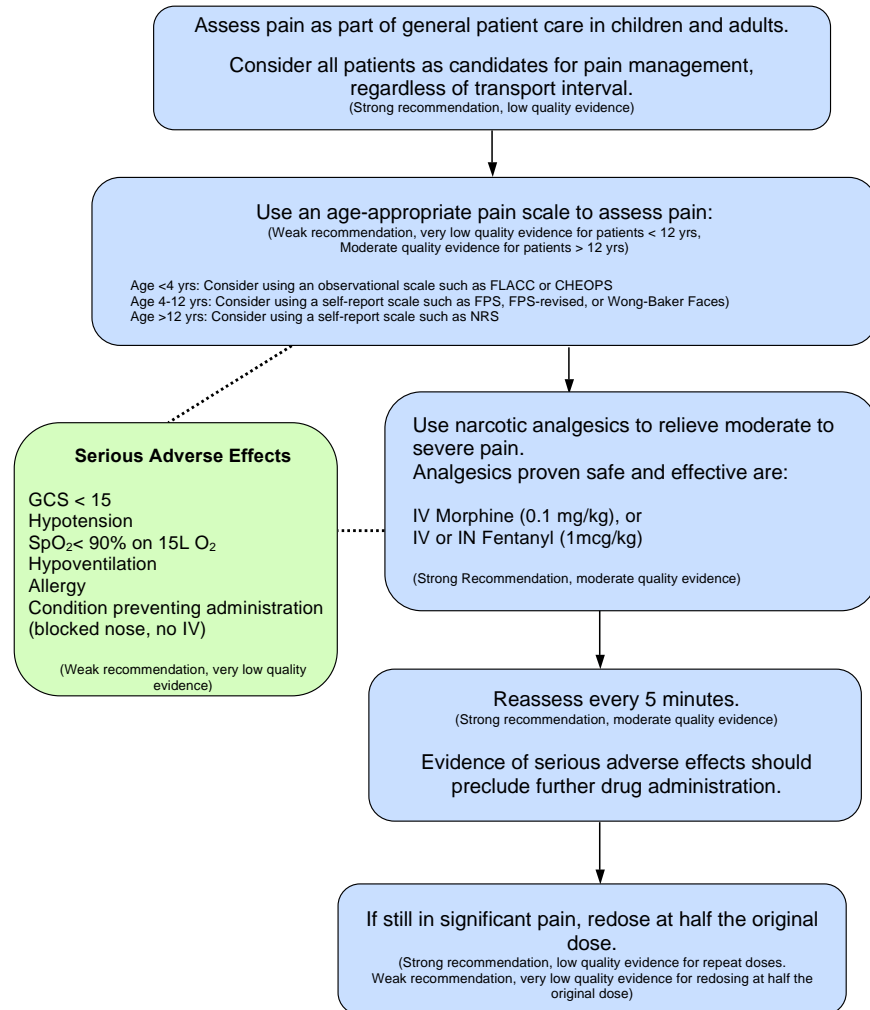 Assess pain as part of general patient care in children and adults.
Consider all patients as candidates for pain management,
regardless of transport interval.
(Strong recommendation, low quality evidence)
Use an age-appropriate pain scale to assess pain:
(Weak recommendation, very low quality evidence for patients < 12 yrs,
Moderate quality evidence for patients > 12 yrs)
Age <4 yrs: Consider using an observational scale such as FLACC or CHEOPS
Age 4-12 yrs: Consider using a self-report scale such as FPS, FPS-revised, or Wong-Baker Faces)
Age >12 yrs: Consider using a self-report scale such as NRS
Serious Adverse Effects
GCS < 15
Hypotension
SpO₂< 90% on 15L O₂
Hypoventilation
Allergy
Condition preventing administration
(blocked nose, no IV)
(Weak recommendation, very low quality
evidence)
Use narcotic analgesics to relieve moderate to
severe pain.
Analgesics proven safe and effective are:
IV Morphine (0.1 mg/kg), or
IV or IN Fentanyl (1mcg/kg)
(Strong Recommendation, moderate quality evidence)
Reassess every 5 minutes.
(Strong recommendation, moderate quality evidence)
Evidence of serious adverse effects should
preclude further drug administration.
If still in significant pain, redose at half the original
dose.
(Strong recommendation, low quality evidence for repeat doses.
Weak recommendation, very low quality evidence for redosing at half the
original dose)